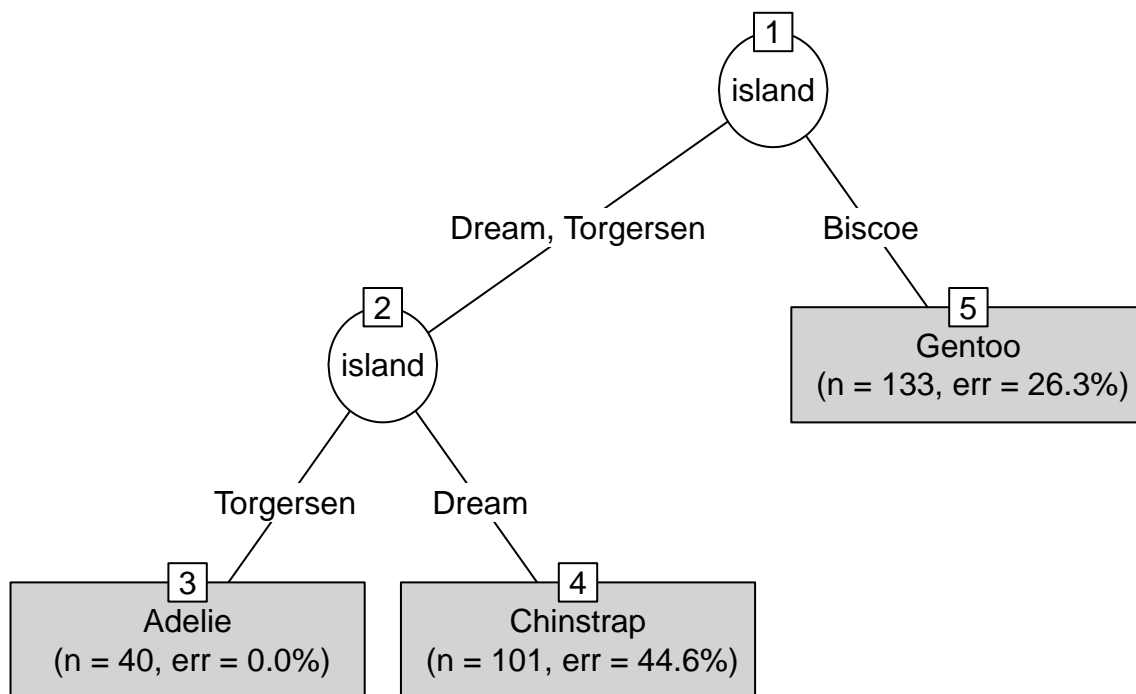 1
island
Dream, Torgersen
Biscoe
2
island
5
Gentoo
(n = 133, err = 26.3%)
Torgersen
Dream
3
Adelie
(n = 40, err = 0.0%)
4
Chinstrap
(n = 101, err = 44.6%)